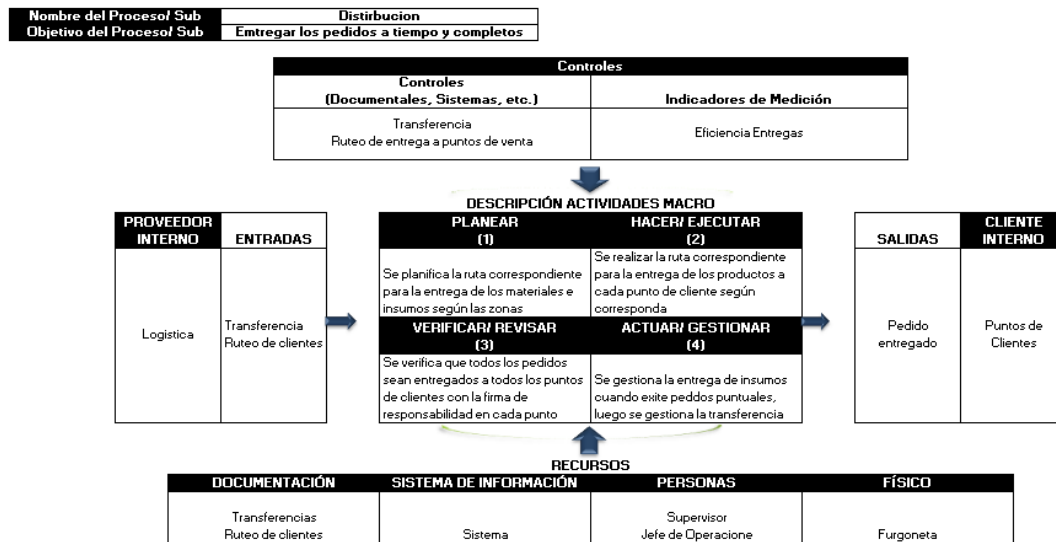 Nombre del Proceso/ Sub
Distirbucion
Objetivo del Proceso/ Sub
Emtregar los pedidos a tiempo y completos
Controles
Controles
(Documentales, Sistemas, etc.)
Indicadores de Medición
Transferencia
Ruteo de entrega a puntos de venta
Eficiencia Entregas
DESCRIPCIÓN ACTIVIDADES MACRO
PROVEEDOR
INTERNO
ENTRADAS
Logistica
Transferencia
Ruteo de clientes
PLANEAR
(1)
Se planifica la ruta correspondiente
para la entrega de los materiales e
insumos según las zonas
HACER/ EJECUTAR
(2)
Se realizar la ruta correspondiente
para la entrega de los productos a
cada punto de cliente según
corresponda
VERIFICAR/ REVISAR
(3)
Se verifica que todos los pedidos
sean entregados a todos los puntos
de clientes con la firma de
responsabilidad en cada punto
ACTUAR/ GESTIONAR
(4)
Se gestiona la entrega de insumos
cuando exite peddos puntuales,
luego se gestiona la transferencia
SALIDAS
CLIENTE
INTERNO
Pedido
entregado
Puntos de
Clientes
RECURSOS
DOCUMENTACIÓN
SISTEMA DE INFORMACIÓN
PERSONAS
FÍSICO
Transferencias
Ruteo de clientes
Sistema
Supervisor
Jefe de Operacione
Furgoneta